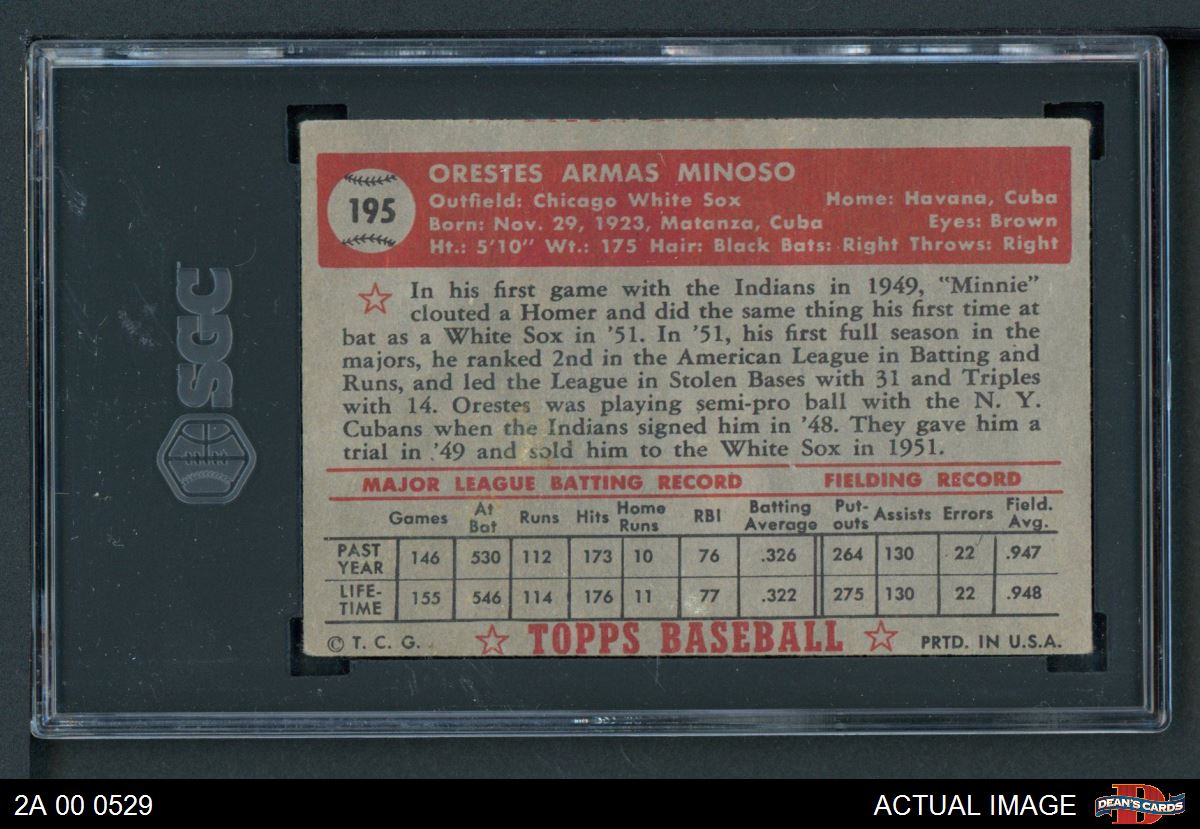 SGC
195
ORESTES ARMAS MINOSO
Outfield: Chicago White Sox Home: Havana, Cuba
Born: Nov. 29, 1923, Matanza, Cuba Eyes: Brown
Ht.: 5'10" Wt.: 175 Hair: Black Bats: Right Throws: Right
In his first game with the Indians in 1949, "Minnie"
clouted a Homer and did the same thing his first time at
bat as a White Sox in '51. In '51, his first full season in the
majors, he ranked 2nd in the American League in Batting and
Runs, and led the League in Stolen Bases with 31 and Triples
with 14. Orestes was playing semi-pro ball with the N. Y.
Cubans when the Indians signed him in '48. They gave him a
trial in '49 and sold him to the White Sox in 1951.
MAJOR LEAGUE BATTING RECORD FIELDING RECORD
Games At Bat Runs Hits Home Runs RBI Batting Average Put-outs Assists Errors Field. Avg.
PAST YEAR 146 530 112 173 10 76 .326 264 130 22 .947
LIFE-TIME 155 546 114 176 11 77 .322 275 130 22 .948
© T. C. G. TOPPS BASEBALL PRTD. IN U.S.A.
2A 00 0529 ACTUAL IMAGE DEAN'S CARDS